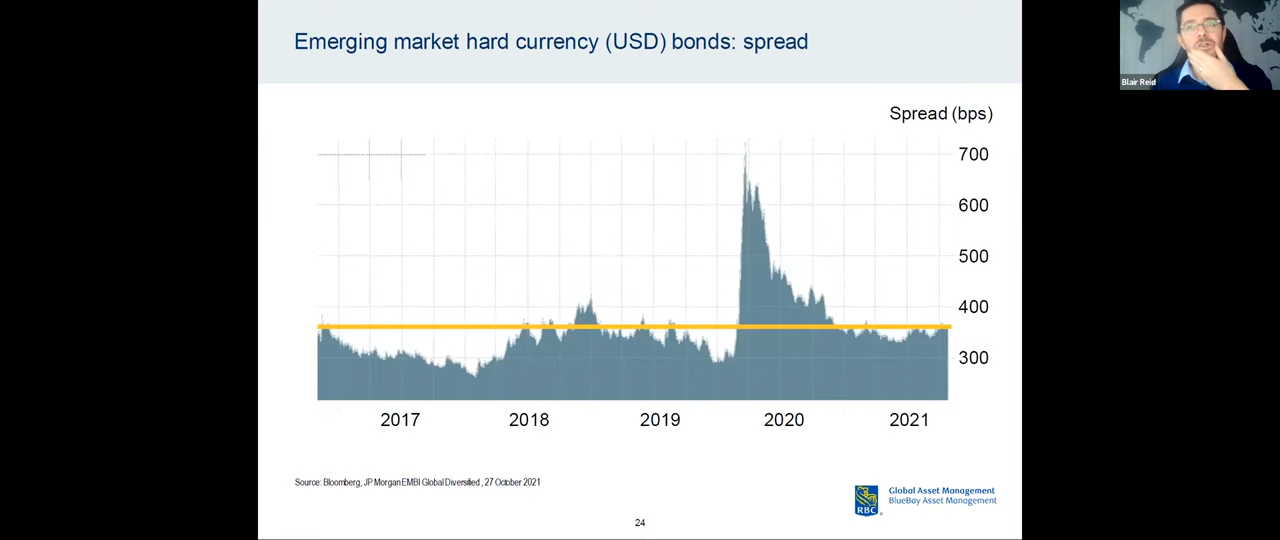 Emerging market hard currency (USD) bonds: spread
Blair Reid
Spread (bps)
700
600
500
400
300
2017 2018 2019 2020 2021
Source: Bloomberg, JP Morgan EMBI Global Diversified , 27 October 2021
RBC
Global Asset Management
BlueBay Asset Management
24